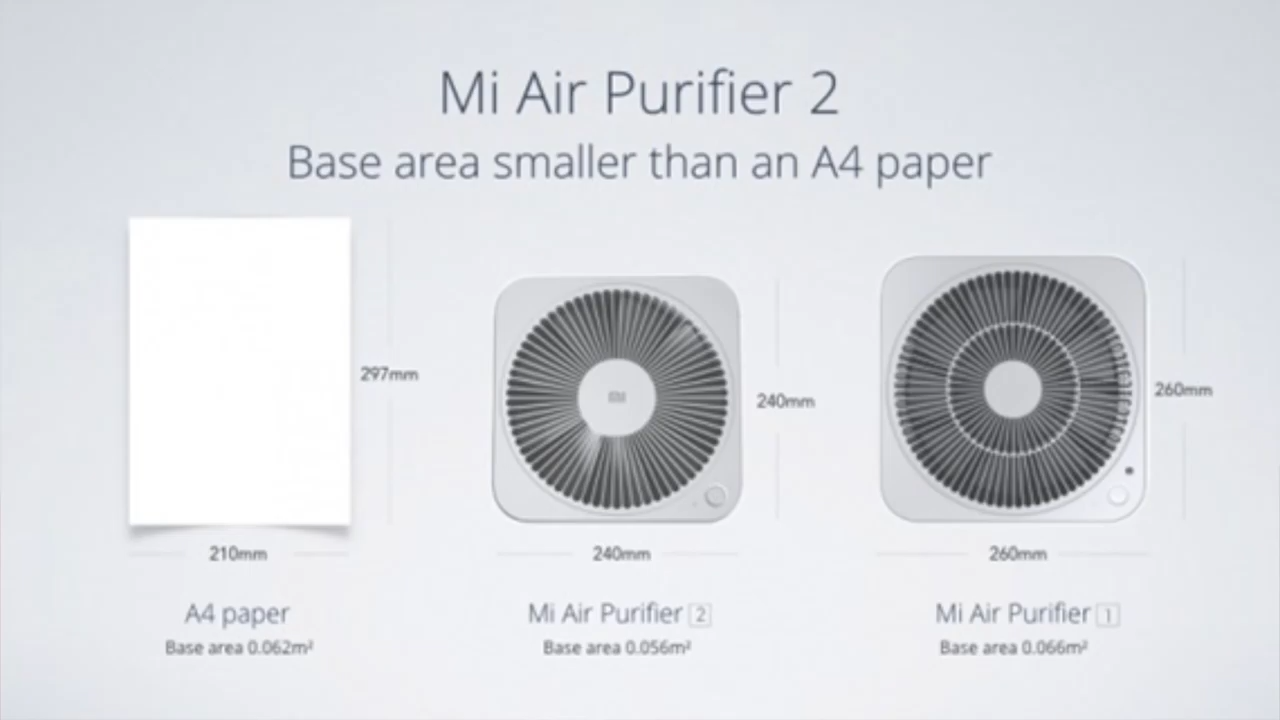 Mi Air Purifier 2
Base area smaller than an A4 paper
297mm
240mm
260mm
210mm
240mm
260mm
A4 paper
Mi Air Purifier 2
Mi Air Purifier 1
Base area 0.062m²
Base area 0.056m²
Base area 0.066m²